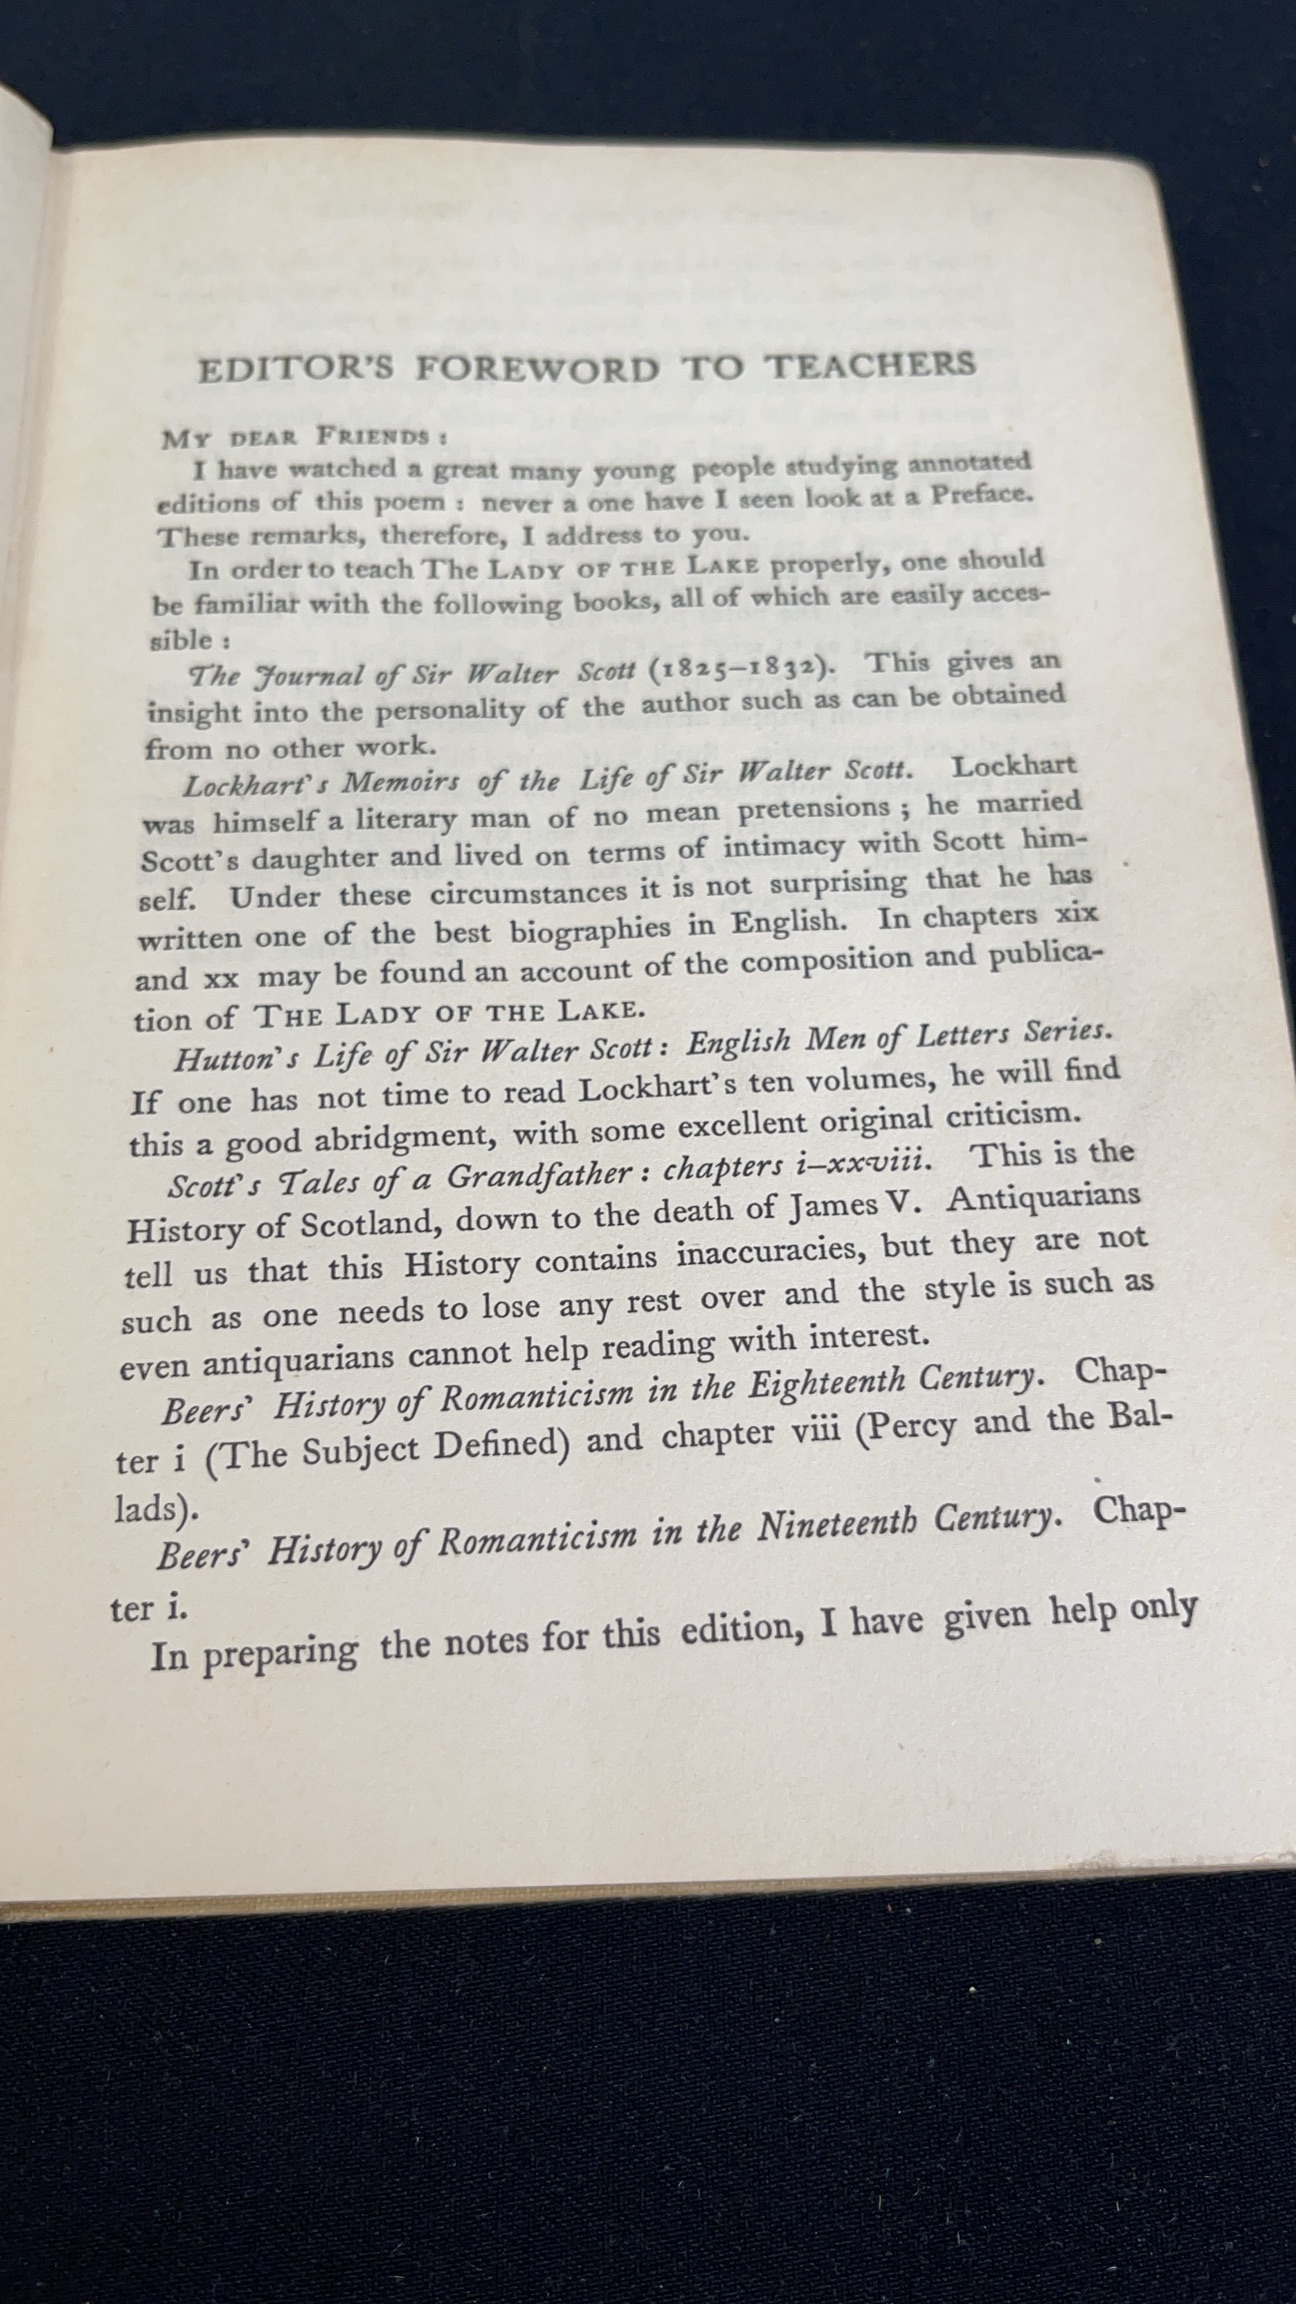 EDITOR'S FOREWORD TO TEACHERS
MY DEAR FRIENDS :
I have watched a great many young people studying annotated
editions of this poem : never a one have I seen look at a Preface.
These remarks, therefore, I address to you.
In order to teach The LADY OF THE LAKE properly, one should
be familiar with the following books, all of which are easily acces-
sible :
The Journal of Sir Walter Scott (1825–1832). This gives an
insight into the personality of the author such as can be obtained
from no other work.
Lockhart's Memoirs of the Life of Sir Walter Scott. Lockhart
was himself a literary man of no mean pretensions ; he married
Scott's daughter and lived on terms of intimacy with Scott him-
self. Under these circumstances it is not surprising that he has
written one of the best biographies in English. In chapters xix
and xx may be found an account of the composition and publica-
tion of THE LADY OF THE LAKE.
Hutton's Life of Sir Walter Scott: English Men of Letters Series.
If one has not time to read Lockhart's ten volumes, he will find
this a good abridgment, with some excellent original criticism.
Scott's Tales of a Grandfather : chapters i–xxviii. This is the
History of Scotland, down to the death of James V. Antiquarians
tell us that this History contains inaccuracies, but they are not
such as one needs to lose any rest over and the style is such as
even antiquarians cannot help reading with interest.
Beers' History of Romanticism in the Eighteenth Century. Chap-
ter i (The Subject Defined) and chapter viii (Percy and the Bal-
lads).
Beers' History of Romanticism in the Nineteenth Century. Chap-
ter i.
In preparing the notes for this edition, I have given help only